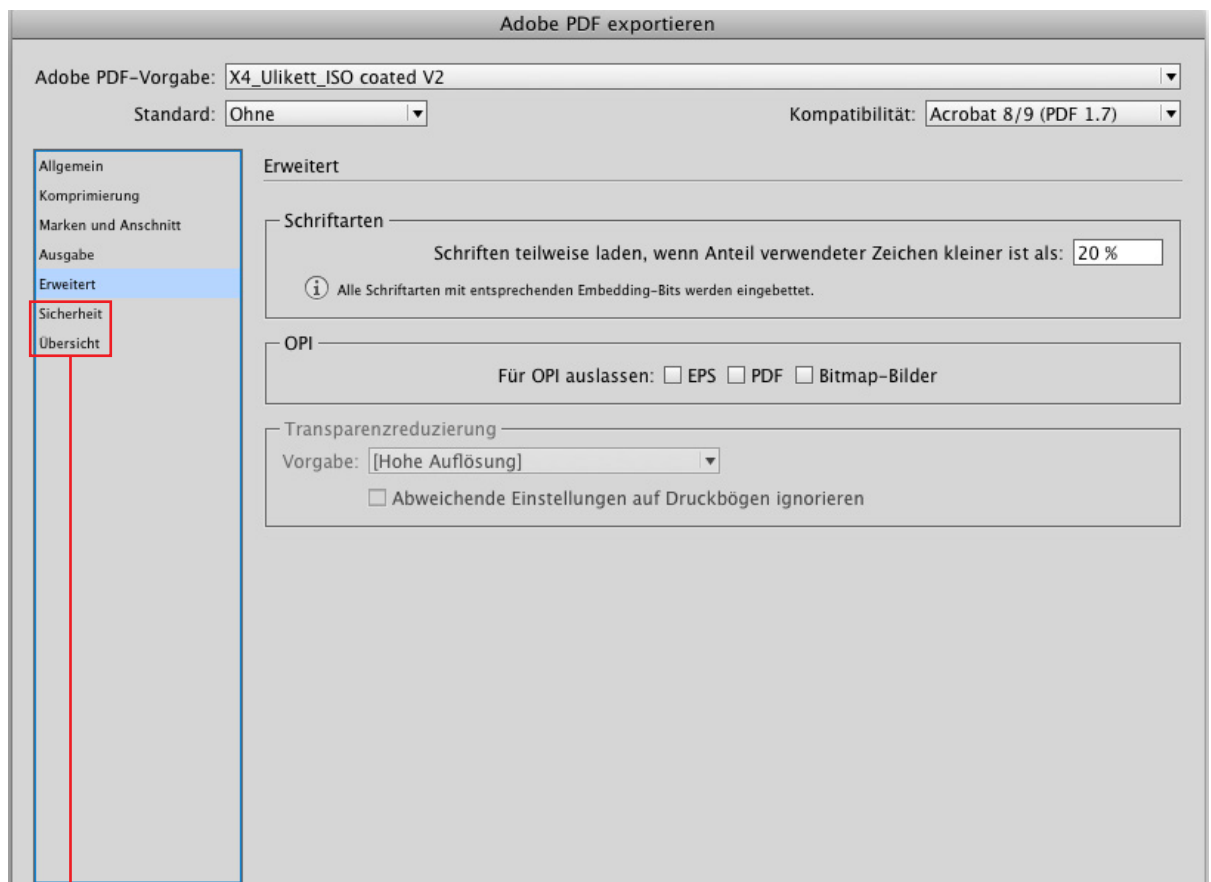 Adobe PDF exportieren
Adobe PDF-Vorgabe: X4_Ulikett_ISO coated V2
Standard: Ohne Kompatibilität: Acrobat 8/9 (PDF 1.7)
Allgemein
Komprimierung
Marken und Anschnitt
Ausgabe
Erweitert
Sicherheit
Übersicht
Erweitert
Schriftarten
Schriften teilweise laden, wenn Anteil verwendeter Zeichen kleiner ist als: 20 %
Alle Schriftarten mit entsprechenden Embedding-Bits werden eingebettet.
OPI
Für OPI auslassen: EPS PDF Bitmap-Bilder
Transparenzreduzierung
Vorgabe: [Hohe Auflösung]
Abweichende Einstellungen auf Druckbögen ignorieren